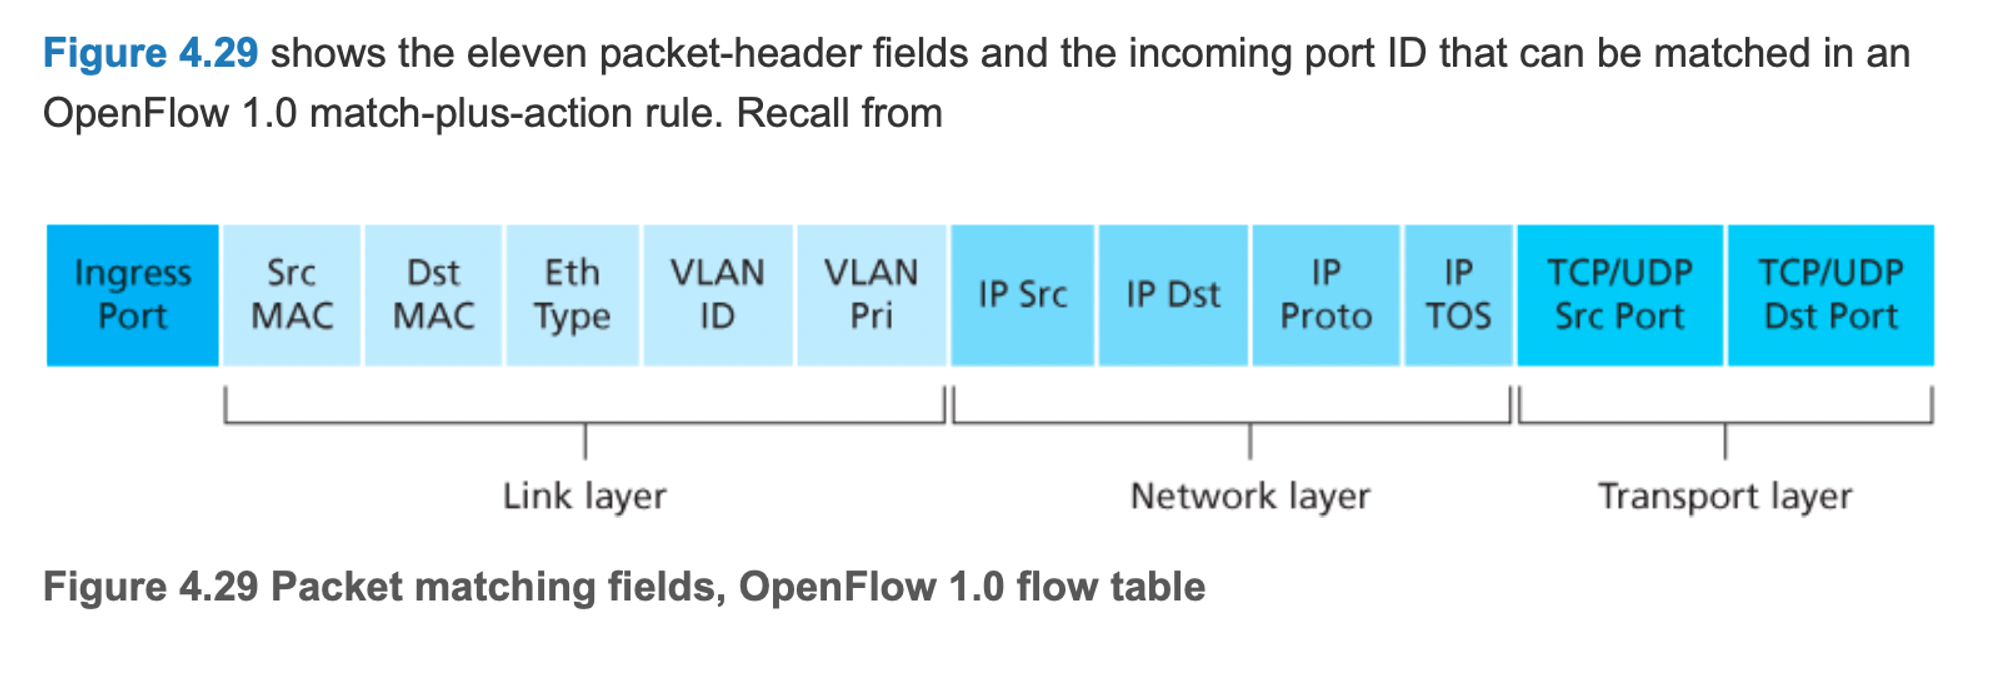 Figure 4.29 shows the eleven packet-header fields and the incoming port ID that can be matched in an
OpenFlow 1.0 match-plus-action rule. Recall from
Ingress Port
Src MAC
Dst MAC
Eth Type
VLAN ID
VLAN Pri
IP Src
IP Dst
IP Proto
IP TOS
TCP/UDP Src Port
TCP/UDP Dst Port
Link layer
Network layer
Transport layer
Figure 4.29 Packet matching fields, OpenFlow 1.0 flow table